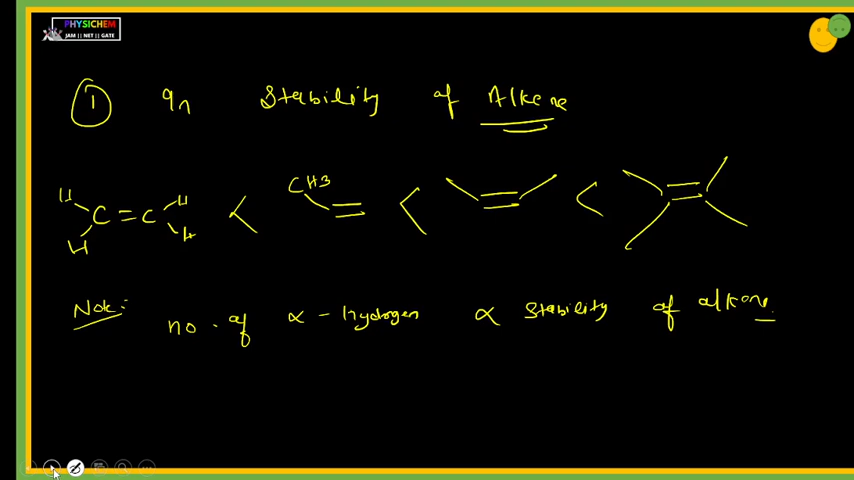 PHYSICHEM
JAM || NET || GATE
① In Stability of Alkene
H H C = C H H < CH3 < <
Note:
no. of α - hydrogen ∝ stability of alkene